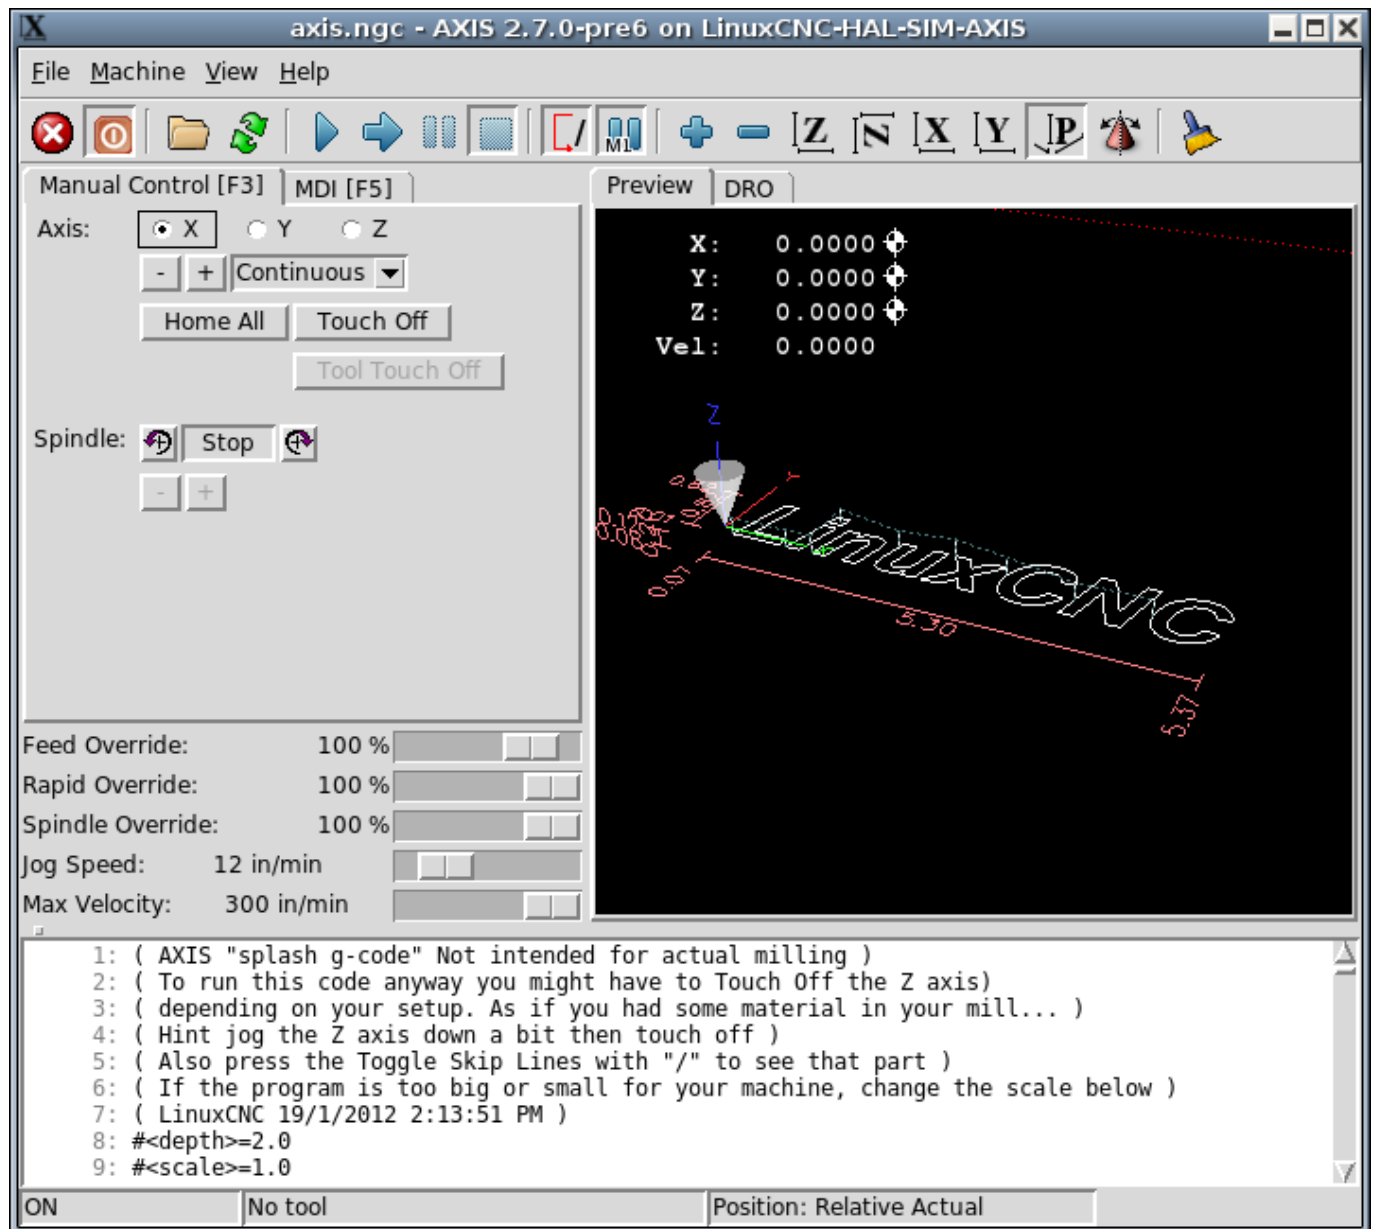 axis.ngc - AXIS 2.7.0-pre6 on LinuxCNC-HAL-SIM-AXIS
File Machine View Help
M1 Z N X Y P
Manual Control [F3] MDI [F5]
Axis: X Y Z
- + Continuous
Home All Touch Off
Tool Touch Off
Spindle: Stop
- +
Feed Override: 100 %
Rapid Override: 100 %
Spindle Override: 100 %
Jog Speed: 12 in/min
Max Velocity: 300 in/min
Preview DRO
X: 0.0000
Y: 0.0000
Z: 0.0000
Vel: 0.0000
Z
Y
LinuxCNC
0.07
5.30
5.37
1: ( AXIS "splash g-code" Not intended for actual milling )
2: ( To run this code anyway you might have to Touch Off the Z axis)
3: ( depending on your setup. As if you had some material in your mill... )
4: ( Hint jog the Z axis down a bit then touch off )
5: ( Also press the Toggle Skip Lines with "/" to see that part )
6: ( If the program is too big or small for your machine, change the scale below )
7: ( LinuxCNC 19/1/2012 2:13:51 PM )
8: #<depth>=2.0
9: #<scale>=1.0
ON No tool Position: Relative Actual